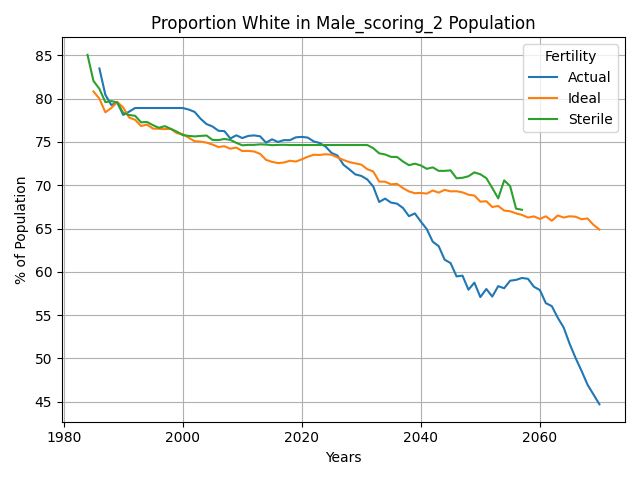 Proportion White in Male_scoring_2 Population
Fertility
Actual
Ideal
Sterile
% of Population
85
80
75
70
65
60
55
50
45
1980
2000
2020
2040
2060
Years